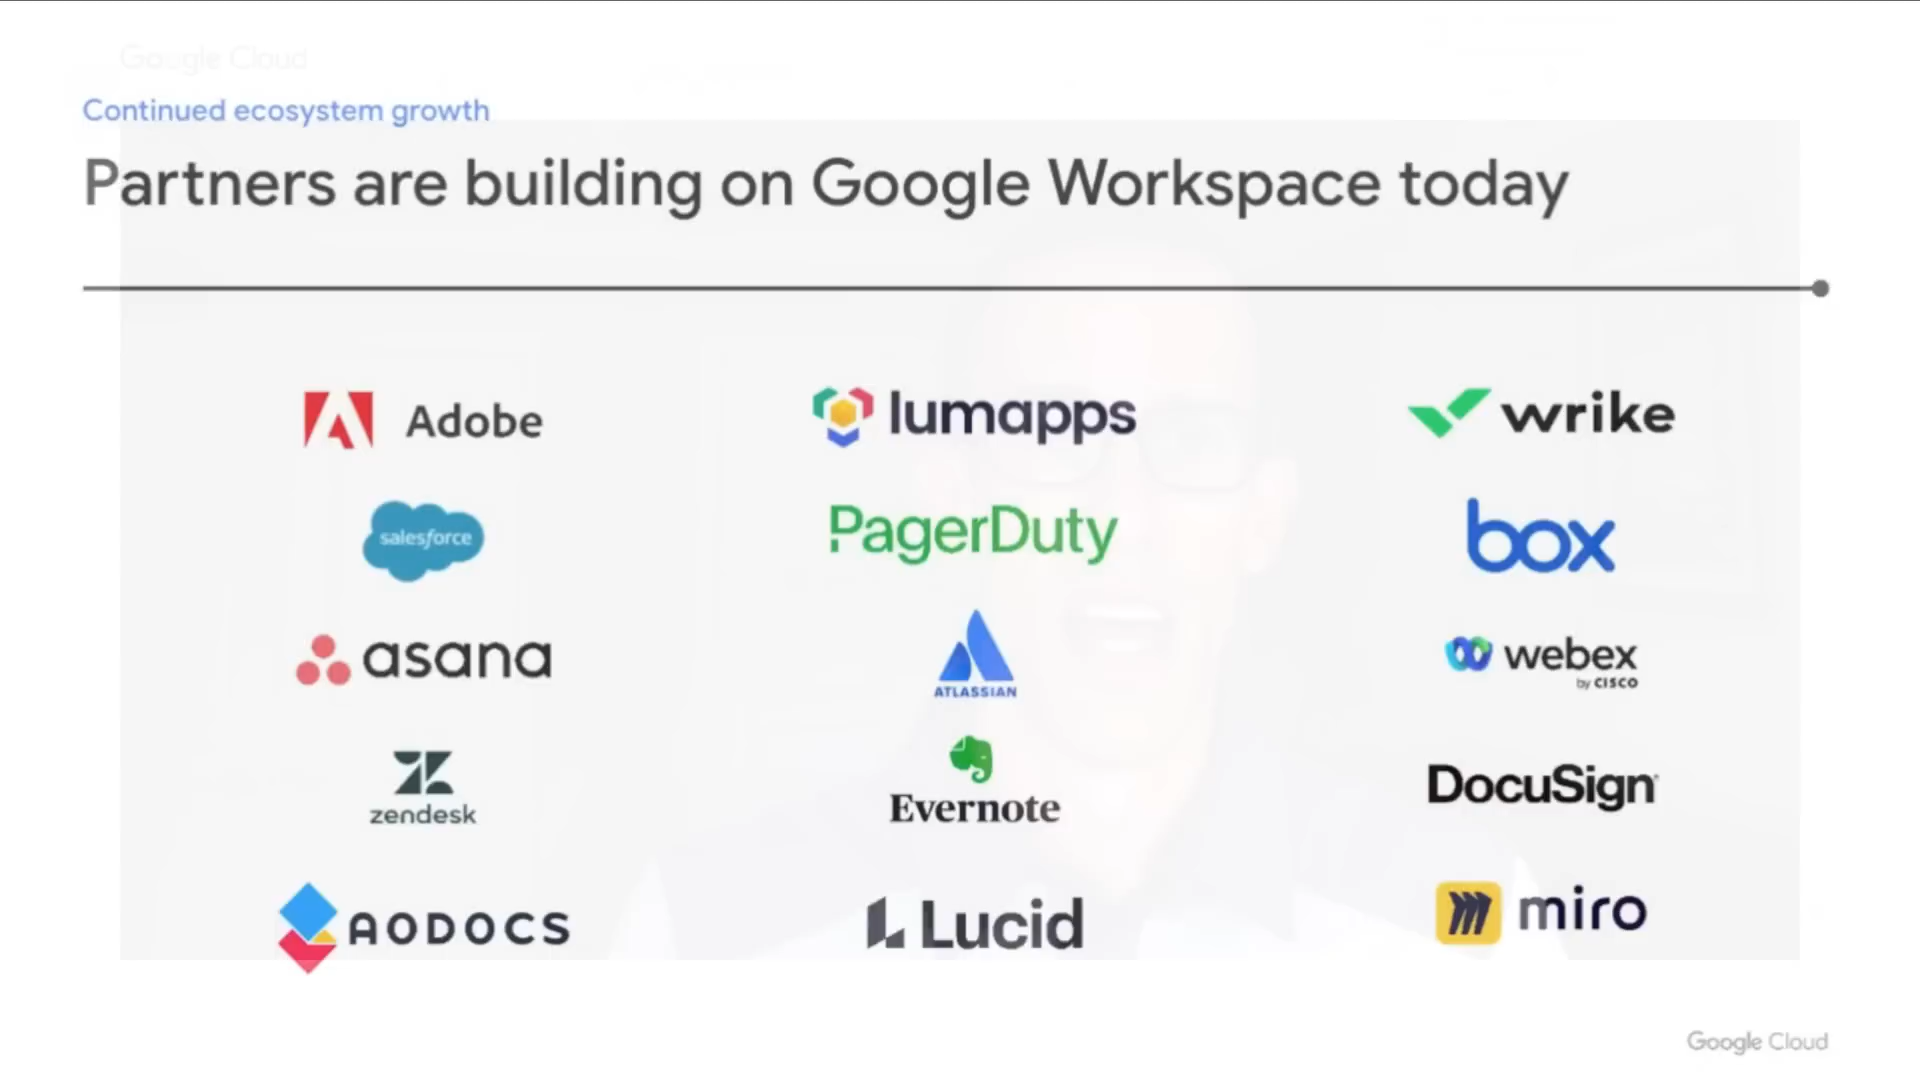 Google Cloud
Continued ecosystem growth
Partners are building on Google Workspace today
Adobe
lumapps
wrike
salesforce
PagerDuty
box
asana
ATLASSIAN
webex
by CISCO
zendesk
Evernote
DocuSign
AODOCS
Lucid
miro
Google Cloud